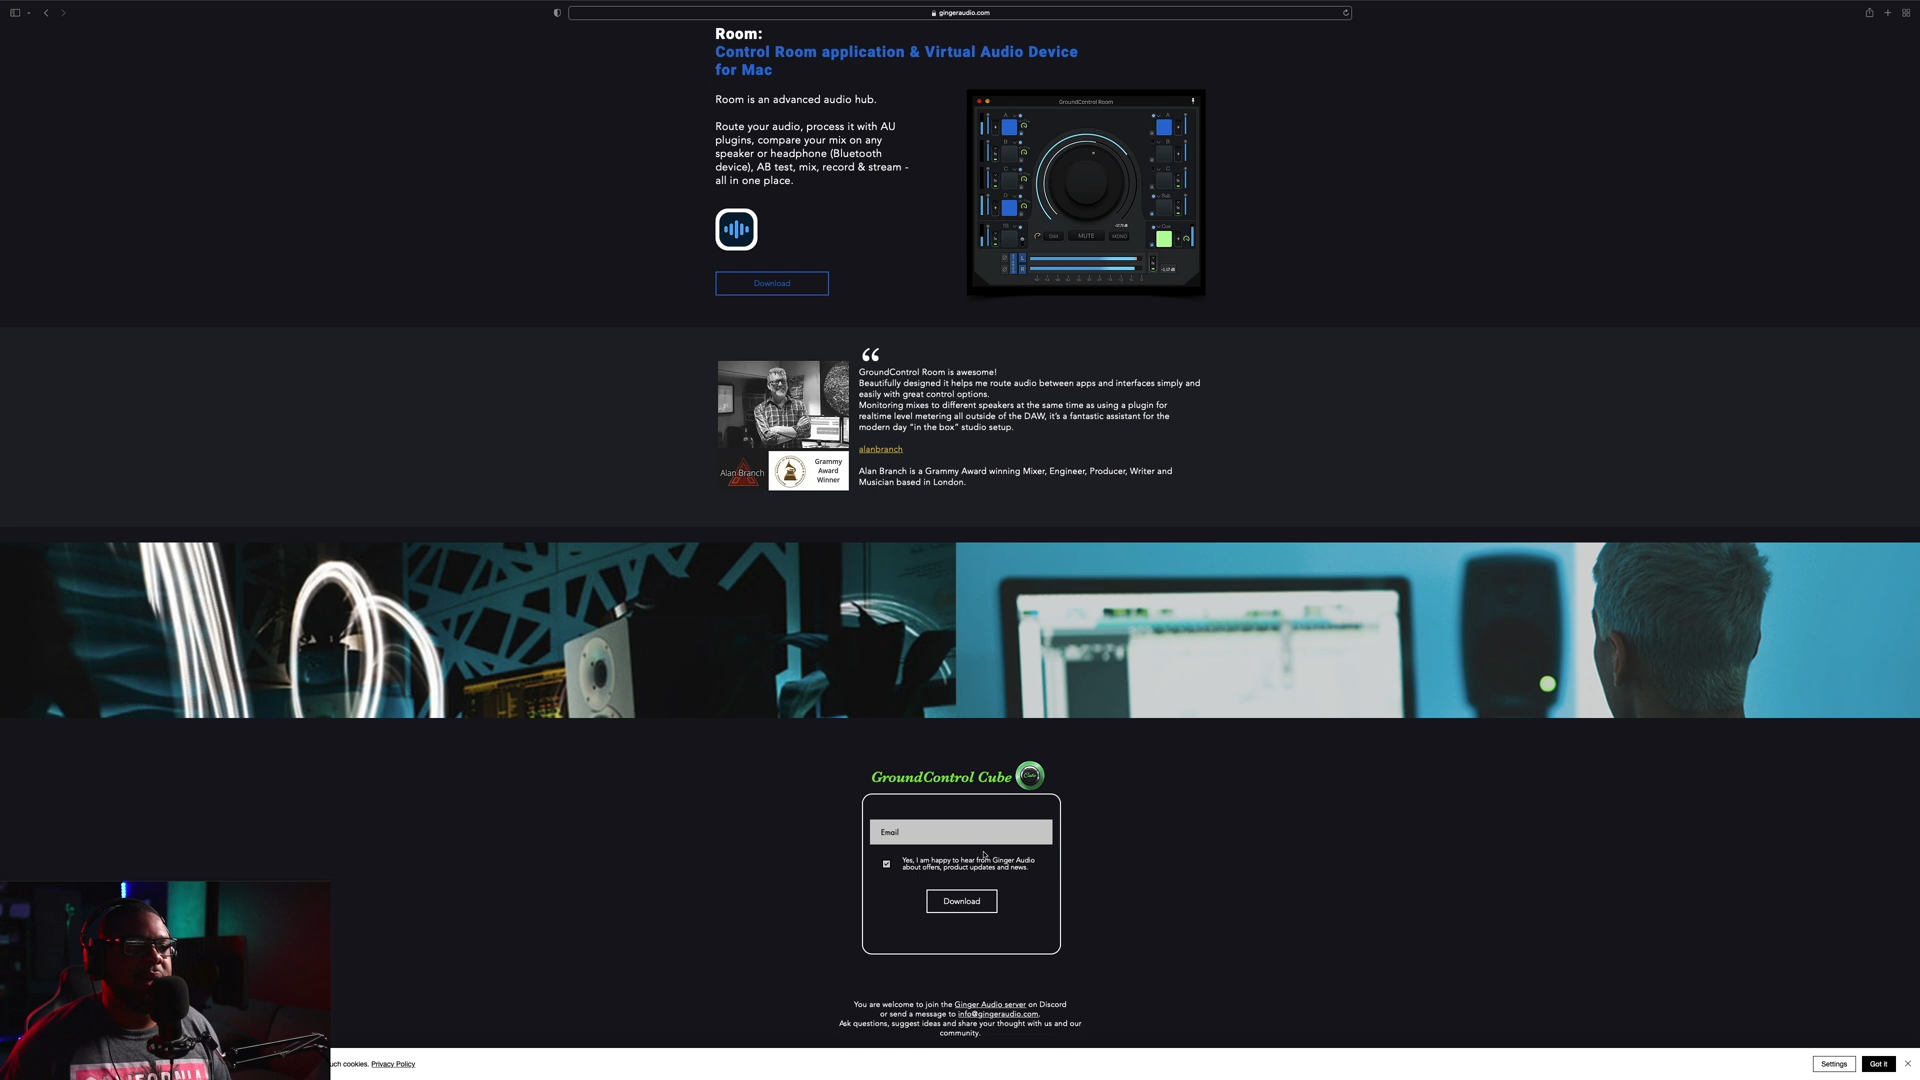 gingeraudio.com
Room:
Control Room application & Virtual Audio Device
for Mac
Room is an advanced audio hub.
Route your audio, process it with AU
plugins, compare your mix on any
speaker or headphone (Bluetooth
device), AB test, mix, record & stream -
all in one place.
Download
GroundControl Room
A
A
B
B
C
C
D
Sub
TB
Cue
DIM
MUTE
MONO
L
R
“
GroundControl Room is awesome!
Beautifully designed it helps me route audio between apps and interfaces simply and
easily with great control options.
Monitoring mixes to different speakers at the same time as using a plugin for
realtime level metering all outside of the DAW, it's a fantastic assistant for the
modern day “in the box” studio setup.
alanbranch
Alan Branch is a Grammy Award winning Mixer, Engineer, Producer, Writer and
Musician based in London.
Alan Branch
Grammy
Award
Winner
GroundControl Cube
Cube
Email
Yes, I am happy to hear from Ginger Audio
about offers, product updates and news.
Download
You are welcome to join the Ginger Audio server on Discord
or send a message to info@gingeraudio.com.
Ask questions, suggest ideas and share your thought with us and our
community.
uch cookies. Privacy Policy
Settings
Got it